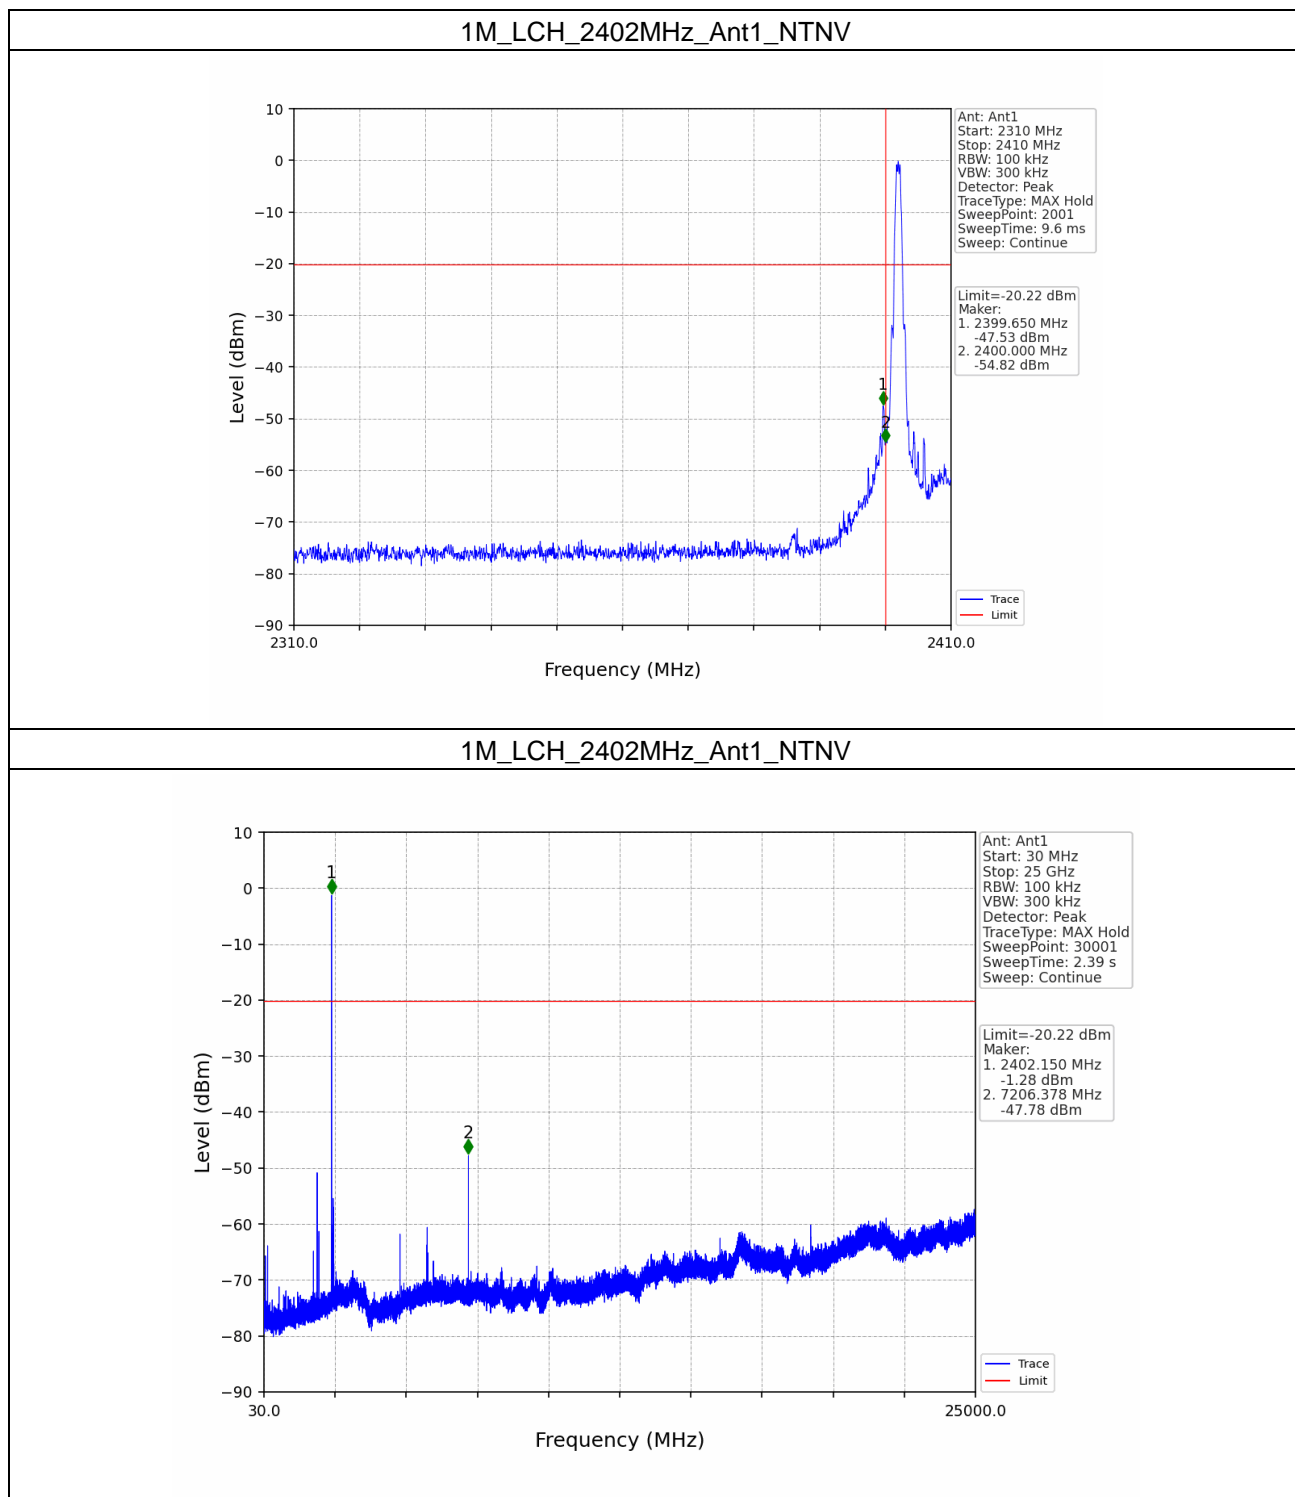 1M_LCH_2402MHz_Ant1_NTNV
10
0
−10
−20
−30
−40
−50
−60
−70
−80
−90
Level (dBm)
2310.0
2410.0
Frequency (MHz)
1
2
Ant: Ant1
Start: 2310 MHz
Stop: 2410 MHz
RBW: 100 kHz
VBW: 300 kHz
Detector: Peak
TraceType: MAX Hold
SweepPoint: 2001
SweepTime: 9.6 ms
Sweep: Continue
Limit=-20.22 dBm
Maker:
1. 2399.650 MHz
-47.53 dBm
2. 2400.000 MHz
-54.82 dBm
Trace
Limit
1M_LCH_2402MHz_Ant1_NTNV
10
0
−10
−20
−30
−40
−50
−60
−70
−80
−90
Level (dBm)
30.0
25000.0
Frequency (MHz)
1
2
Ant: Ant1
Start: 30 MHz
Stop: 25 GHz
RBW: 100 kHz
VBW: 300 kHz
Detector: Peak
TraceType: MAX Hold
SweepPoint: 30001
SweepTime: 2.39 s
Sweep: Continue
Limit=-20.22 dBm
Maker:
1. 2402.150 MHz
-1.28 dBm
2. 7206.378 MHz
-47.78 dBm
Trace
Limit